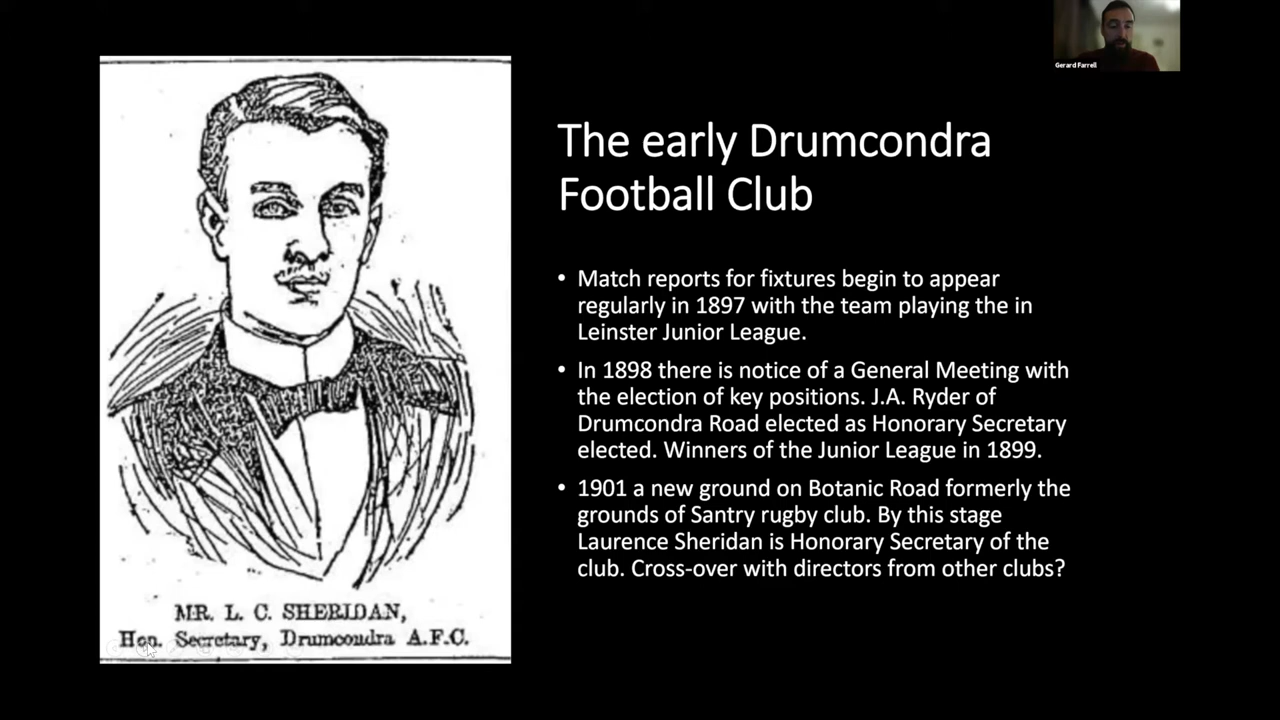 Gerard Farrell
The early Drumcondra
Football Club
• Match reports for fixtures begin to appear
regularly in 1897 with the team playing the in
Leinster Junior League.
• In 1898 there is notice of a General Meeting with
the election of key positions. J.A. Ryder of
Drumcondra Road elected as Honorary Secretary
elected. Winners of the Junior League in 1899.
• 1901 a new ground on Botanic Road formerly the
grounds of Santry rugby club. By this stage
Laurence Sheridan is Honorary Secretary of the
club. Cross-over with directors from other clubs?
MR. L. C. SHERIDAN,
Hon. Secretary, Drumcondra A.F.C.